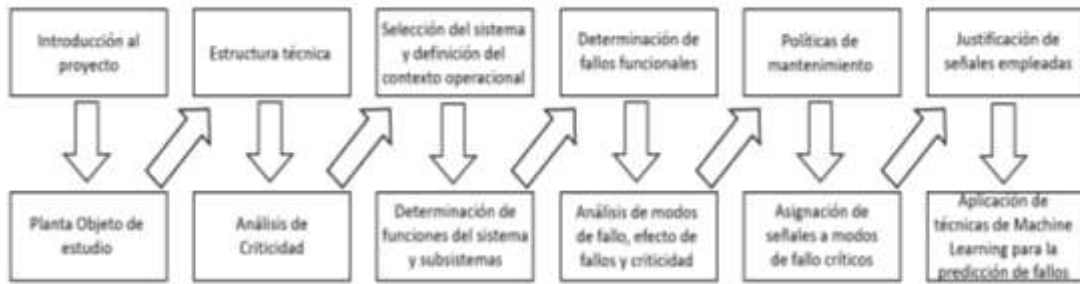 Introducción al
proyecto
Planta Objeto de
estudio
Estructura técnica
Análisis de
Criticidad
Selección del sistema
y definición del
contexto operacional
Determinación de
funciones del sistema
y subsistemas
Determinación de
fallos funcionales
Análisis de modos
de fallo, efecto de
fallos y criticidad
Políticas de
mantenimiento
Asignación de
señales a modos
de fallo críticos
Justificación de
señales empleadas
Aplicación de
técnicas de Machine
Learning para la
predicción de fallos